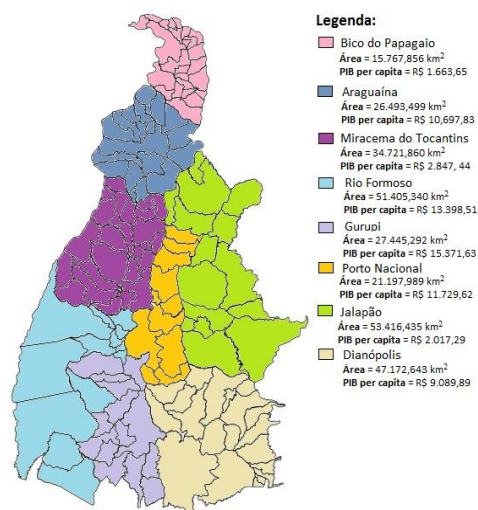 Legenda:
Bico do Papagaio
Área = 15.767,856 km²
PIB per capita = R$ 1.663,65
Araguaína
Área = 26.493,499 km²
PIB per capita = R$ 10,697,83
Miracema do Tocantins
Área = 34.721,860 km²
PIB per capita = R$ 2.847, 44
Rio Formoso
Área = 51.405,340 km²
PIB per capita = R$ 13.398,51
Gurupi
Área = 27.445,292 km²
PIB per capita = R$ 15.371,63
Porto Nacional
Área = 21.197,989 km²
PIB per capita = R$ 11.729,62
Jalapão
Área = 53.416,435 km²
PIB per capita = R$ 2.017,29
Dianópolis
Área = 47.172,643 km²
PIB per capita = R$ 9.089,89